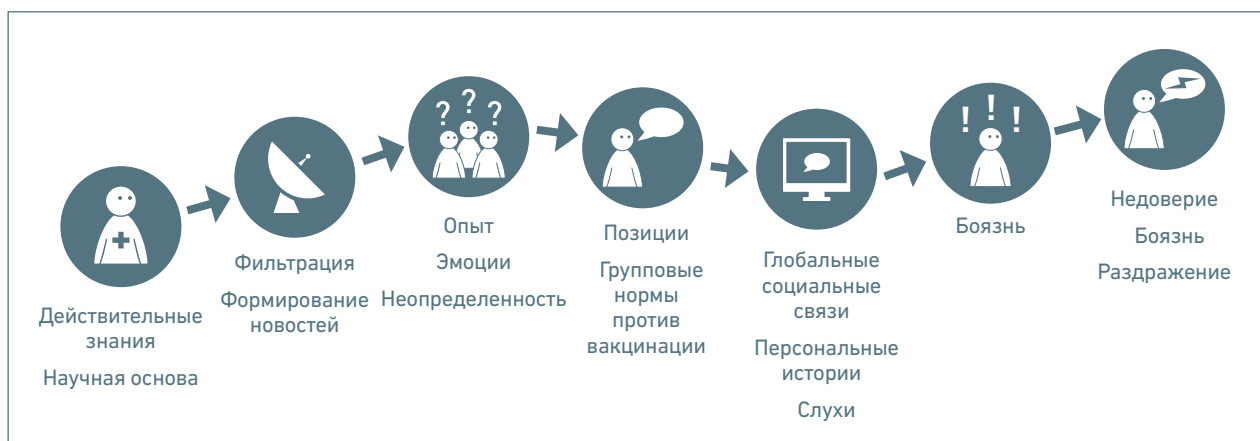 ? ? ?
! ! !
Действительные
знания
Научная основа
Фильтрация
Формирование
новостей
Опыт
Эмоции
Неопределенность
Позиции
Групповые
нормы
против
вакцинации
Глобальные
социальные
связи
Персональные
истории
Слухи
Боязнь
Недоверие
Боязнь
Раздражение